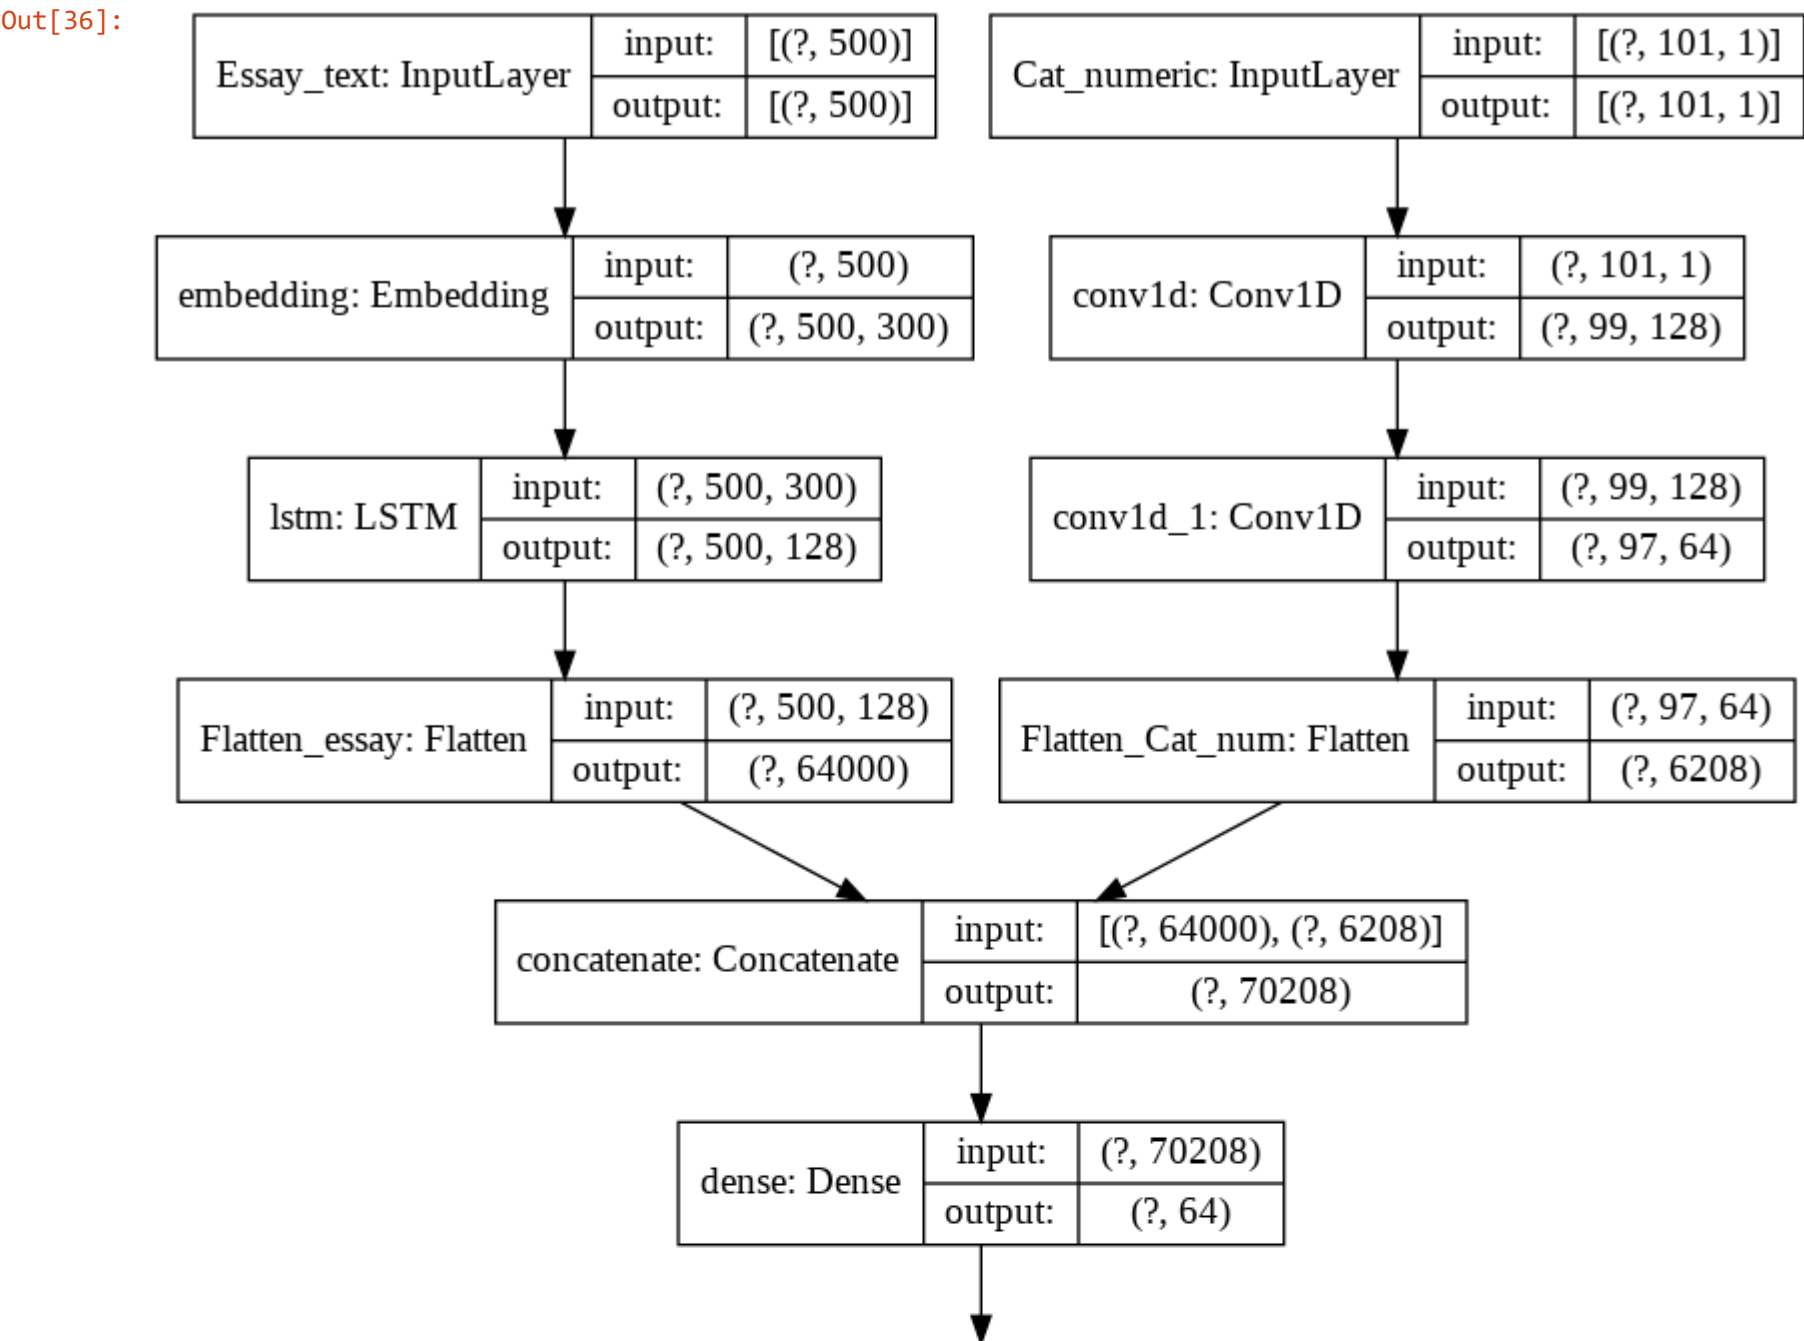 Out[36]:
Essay_text: InputLayer
input:
[(?, 500)]
output:
[(?, 500)]
Cat_numeric: InputLayer
input:
[(?, 101, 1)]
output:
[(?, 101, 1)]
embedding: Embedding
input:
(?, 500)
output:
(?, 500, 300)
conv1d: Conv1D
input:
(?, 101, 1)
output:
(?, 99, 128)
lstm: LSTM
input:
(?, 500, 300)
output:
(?, 500, 128)
conv1d_1: Conv1D
input:
(?, 99, 128)
output:
(?, 97, 64)
Flatten_essay: Flatten
input:
(?, 500, 128)
output:
(?, 64000)
Flatten_Cat_num: Flatten
input:
(?, 97, 64)
output:
(?, 6208)
concatenate: Concatenate
input:
[(?, 64000), (?, 6208)]
output:
(?, 70208)
dense: Dense
input:
(?, 70208)
output:
(?, 64)